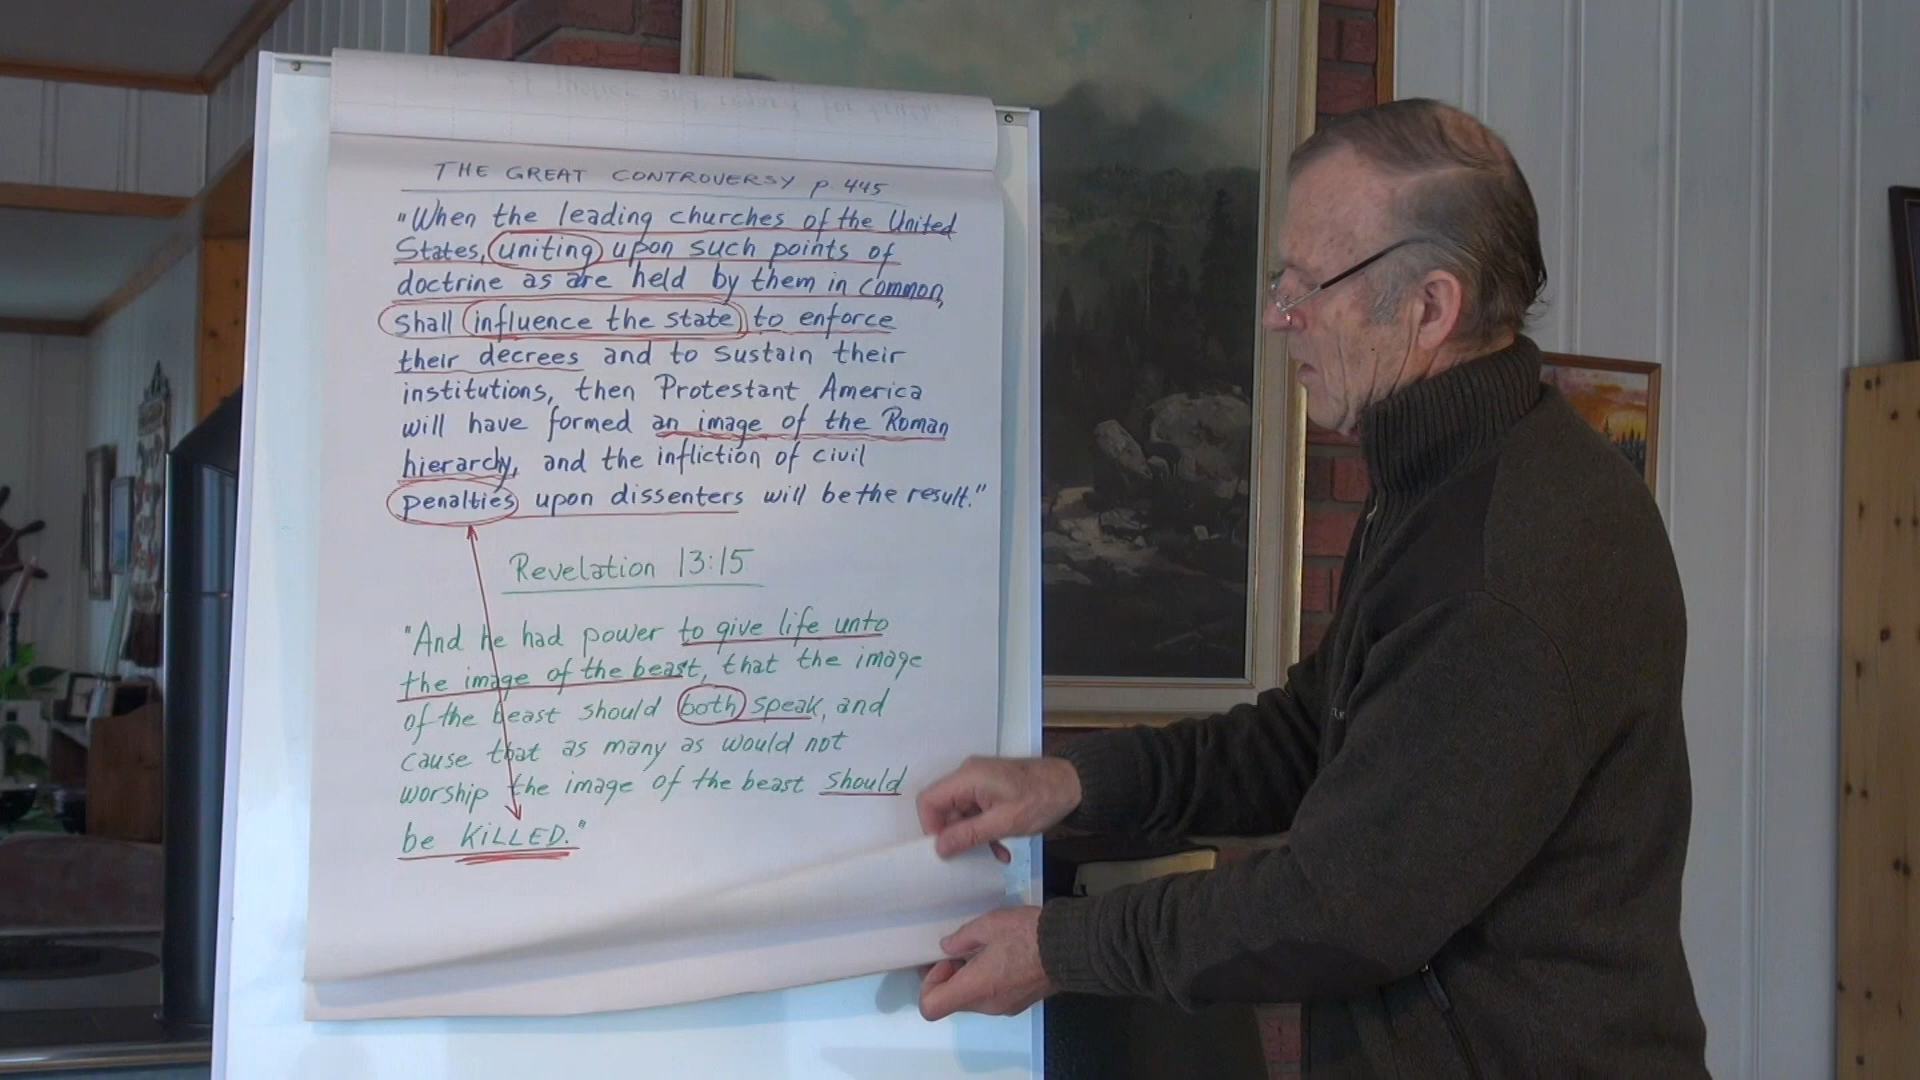 THE GREAT CONTROVERSY p. 445
"When the leading churches of the United
States, uniting upon such points of
doctrine as are held by them in common,
shall influence the state to enforce
their decrees and to sustain their
institutions, then Protestant America
will have formed an image of the Roman
hierarchy, and the infliction of civil
penalties upon dissenters will be the result."
Revelation 13:15
"And he had power to give life unto
the image of the beast, that the image
of the beast should both speak, and
cause that as many as would not
worship the image of the beast should
be KiLLED."